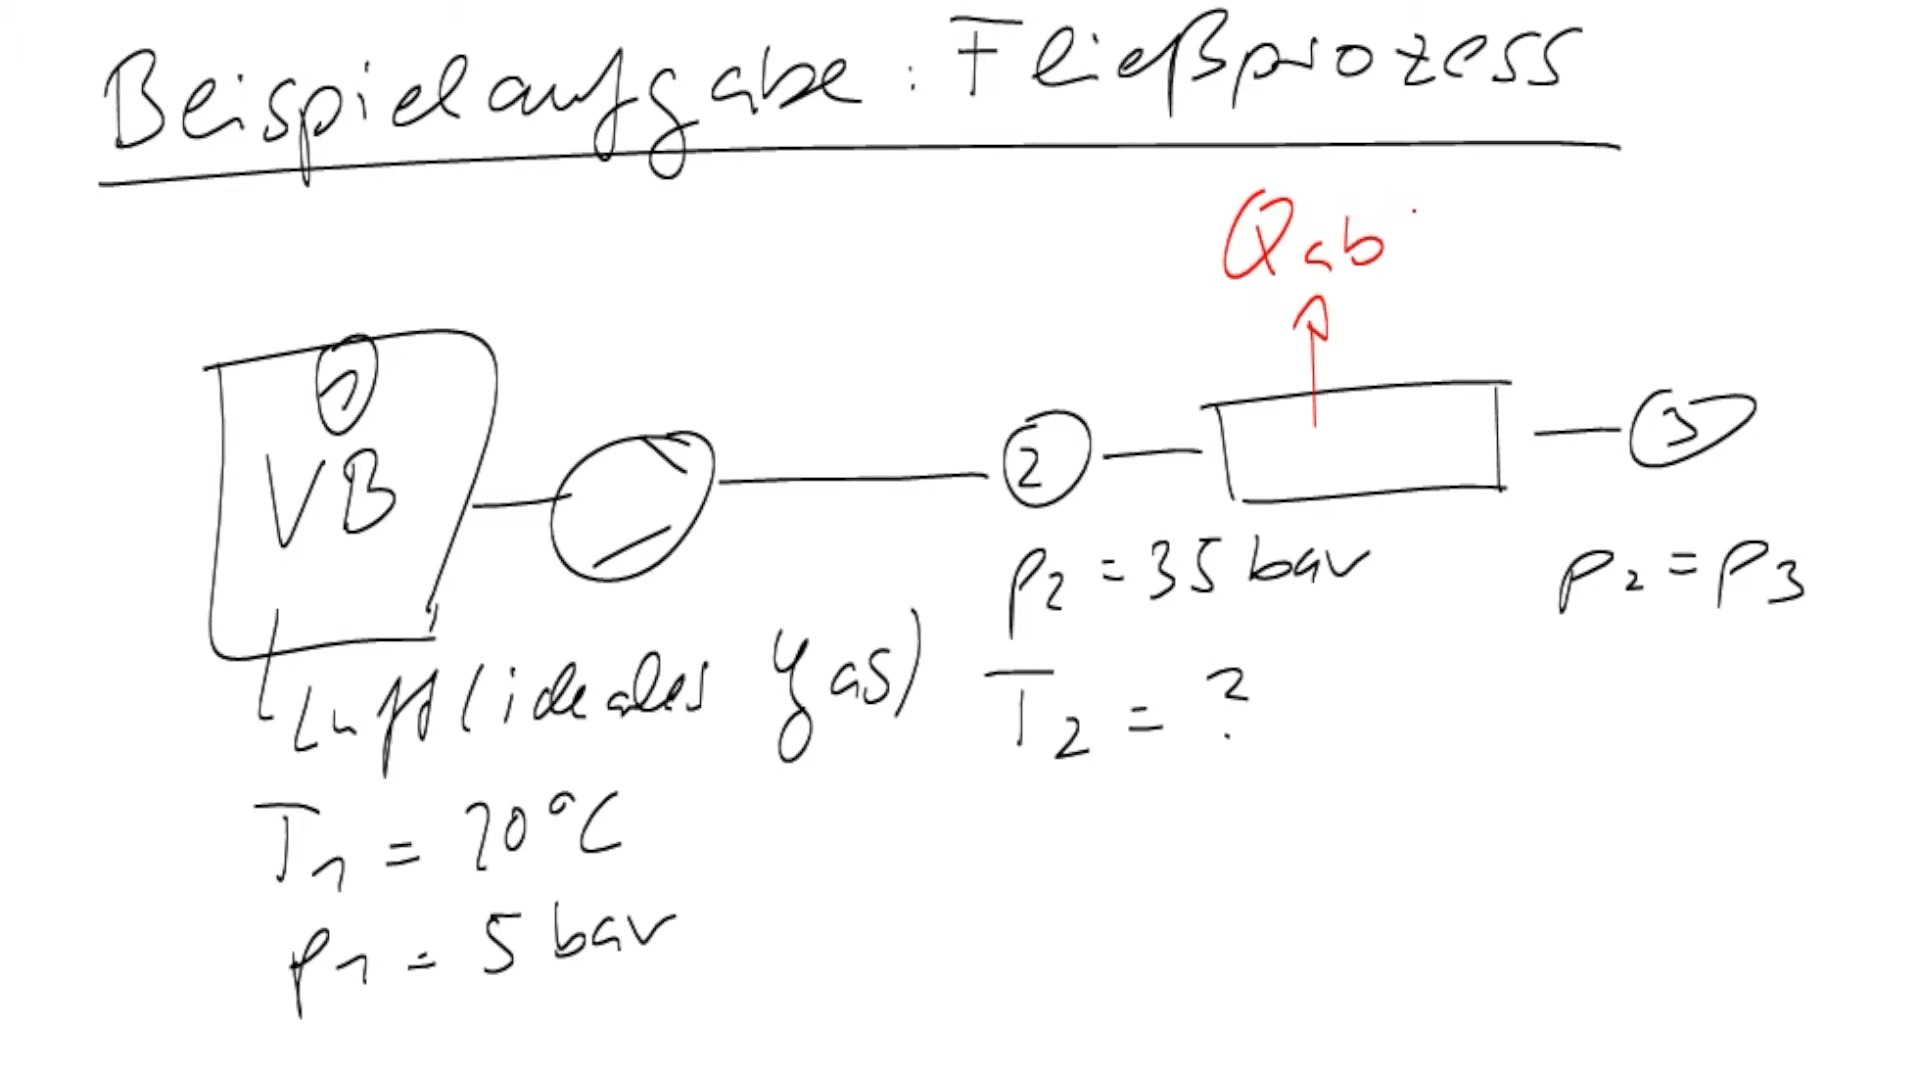 Beispielaufgabe: Fließprozess
Qab
1
VB
2
3
p2 = 35 bar
p2 = p3
Luft (ideales Gas)
T2 = ?
T1 = 20°C
p1 = 5 bar